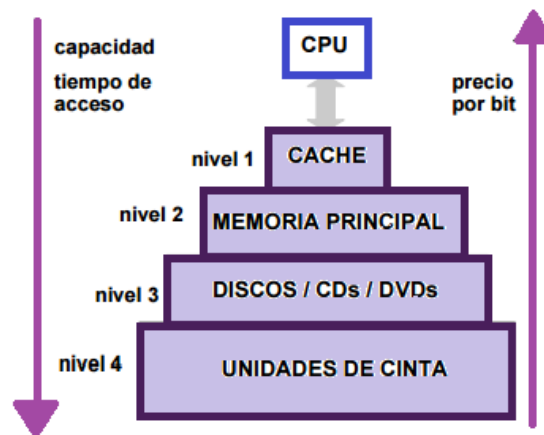 capacidad
tiempo de
acceso
CPU
precio
por bit
nivel 1
CACHE
nivel 2
MEMORIA PRINCIPAL
nivel 3
DISCOS / CDs / DVDs
nivel 4
UNIDADES DE CINTA